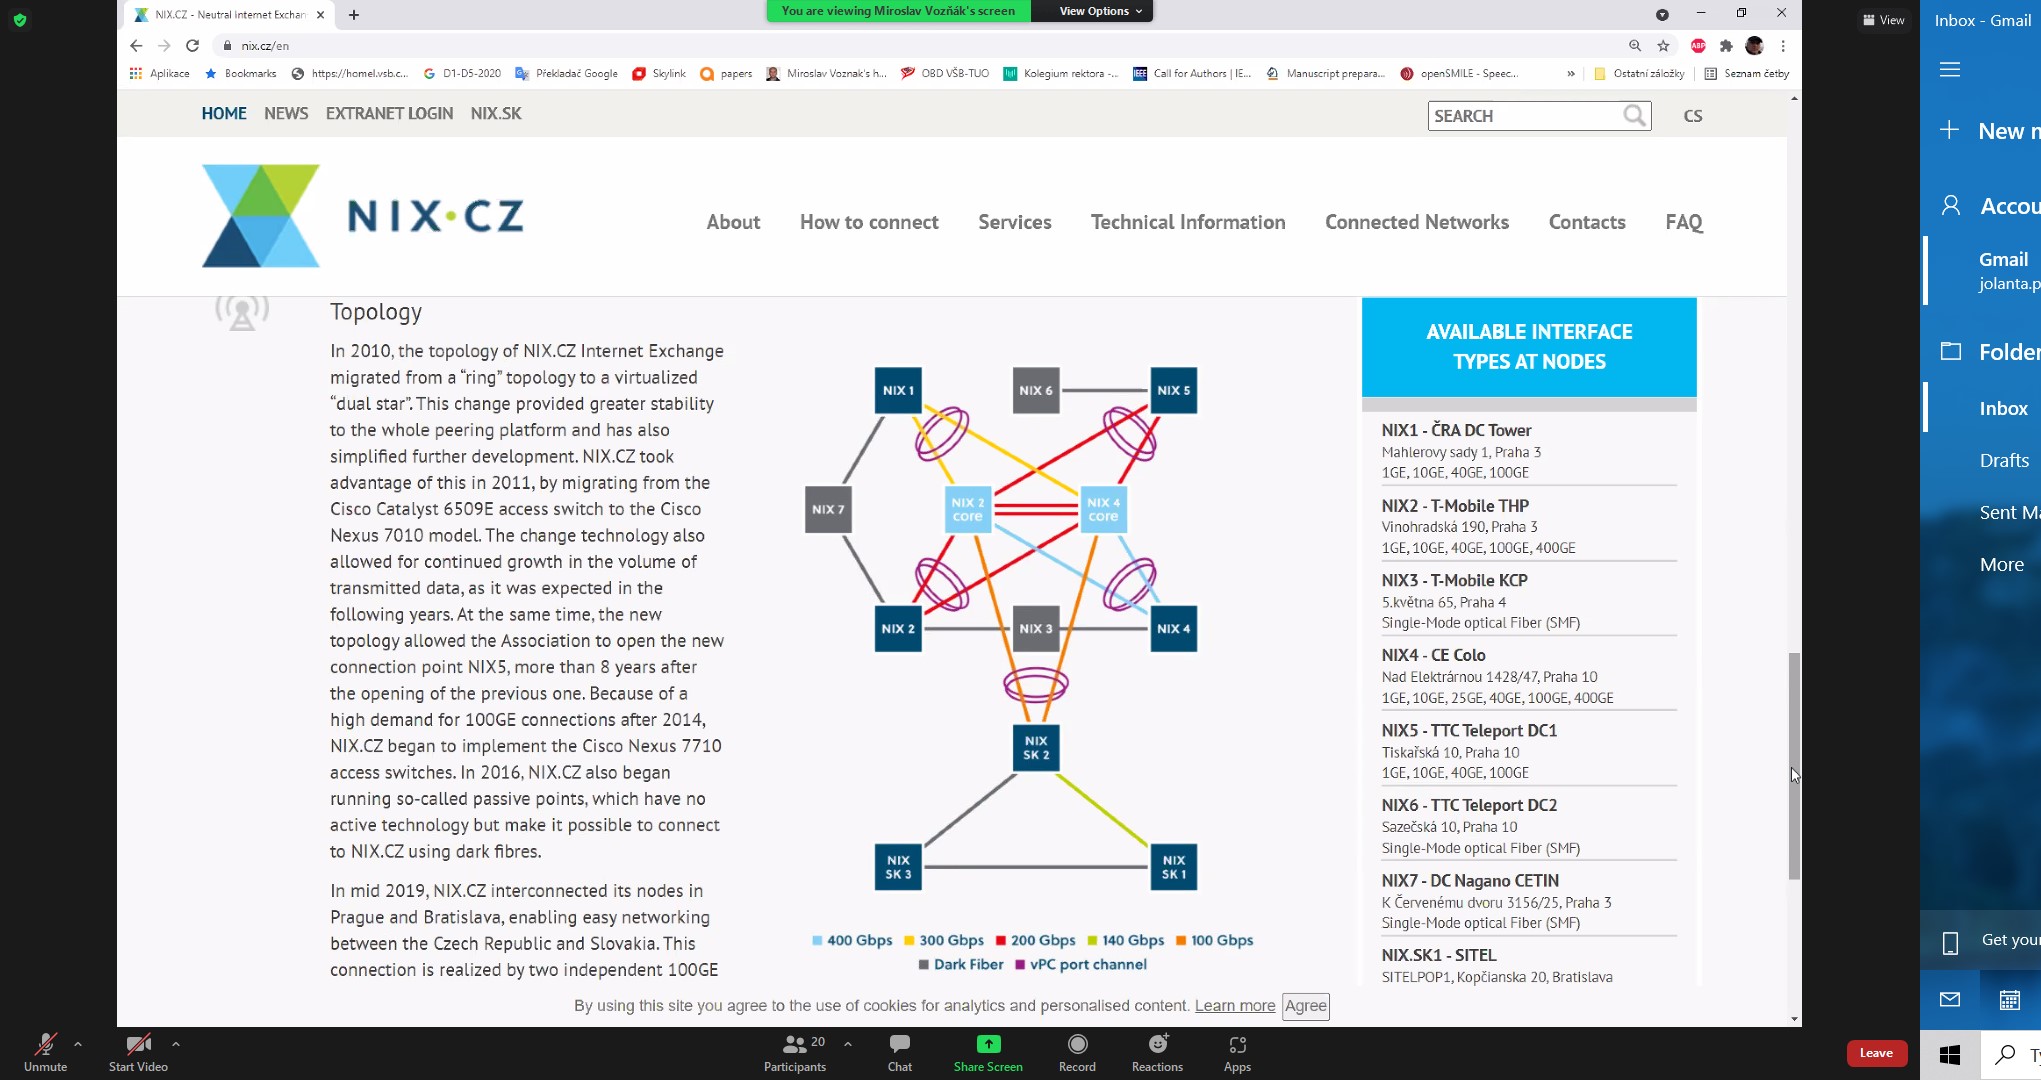 NIX.CZ - Neutral Internet Exchan
You are viewing Miroslav Vozňák's screen
View Options
View
Inbox - Gmail
nix.cz/en
ABP
Aplikace
Bookmarks
https://homel.vsb.c...
D1-D5-2020
Překladač Google
Skylink
papers
Miroslav Voznak's h...
OBD VŠB-TUO
Kolegium rektora -...
Call for Authors | IE...
Manuscript prepara...
openSMILE - Speec...
»
Ostatní záložky
Seznam četby
HOME
NEWS
EXTRANET LOGIN
NIX.SK
SEARCH
CS
NIX·CZ
About
How to connect
Services
Technical Information
Connected Networks
Contacts
FAQ
Topology
In 2010, the topology of NIX.CZ Internet Exchange
migrated from a “ring” topology to a virtualized
“dual star”. This change provided greater stability
to the whole peering platform and has also
simplified further development. NIX.CZ took
advantage of this in 2011, by migrating from the
Cisco Catalyst 6509E access switch to the Cisco
Nexus 7010 model. The change technology also
allowed for continued growth in the volume of
transmitted data, as it was expected in the
following years. At the same time, the new
topology allowed the Association to open the new
connection point NIX5, more than 8 years after
the opening of the previous one. Because of a
high demand for 100GE connections after 2014,
NIX.CZ began to implement the Cisco Nexus 7710
access switches. In 2016, NIX.CZ also began
running so-called passive points, which have no
active technology but make it possible to connect
to NIX.CZ using dark fibres.
In mid 2019, NIX.CZ interconnected its nodes in
Prague and Bratislava, enabling easy networking
between the Czech Republic and Slovakia. This
connection is realized by two independent 100GE
NIX 1
NIX 6
NIX 5
NIX 7
NIX 2
core
NIX 4
core
NIX 2
NIX 3
NIX 4
NIX
SK 2
NIX
SK 3
NIX
SK 1
400 Gbps
300 Gbps
200 Gbps
140 Gbps
100 Gbps
Dark Fiber
vPC port channel
AVAILABLE INTERFACE
TYPES AT NODES
NIX1 - ČRA DC Tower
Mahlerovy sady 1, Praha 3
1GE, 10GE, 40GE, 100GE
NIX2 - T-Mobile THP
Vinohradská 190, Praha 3
1GE, 10GE, 40GE, 100GE, 400GE
NIX3 - T-Mobile KCP
5.května 65, Praha 4
Single-Mode optical Fiber (SMF)
NIX4 - CE Colo
Nad Elektrárnou 1428/47, Praha 10
1GE, 10GE, 25GE, 40GE, 100GE, 400GE
NIX5 - TTC Teleport DC1
Tiskařská 10, Praha 10
1GE, 10GE, 40GE, 100GE
NIX6 - TTC Teleport DC2
Sazečská 10, Praha 10
Single-Mode optical Fiber (SMF)
NIX7 - DC Nagano CETIN
K Červenému dvoru 3156/25, Praha 3
Single-Mode optical Fiber (SMF)
NIX.SK1 - SITEL
SITELPOP1, Kopčianska 20, Bratislava
By using this site you agree to the use of cookies for analytics and personalised content. Learn more Agree
New m
Accou
Gmail
jolanta.p
Folder
Inbox
Drafts
Sent Ma
More
Get your
Unmute
Start Video
20
Participants
Chat
Share Screen
Record
Reactions
Apps
Leave
Ty